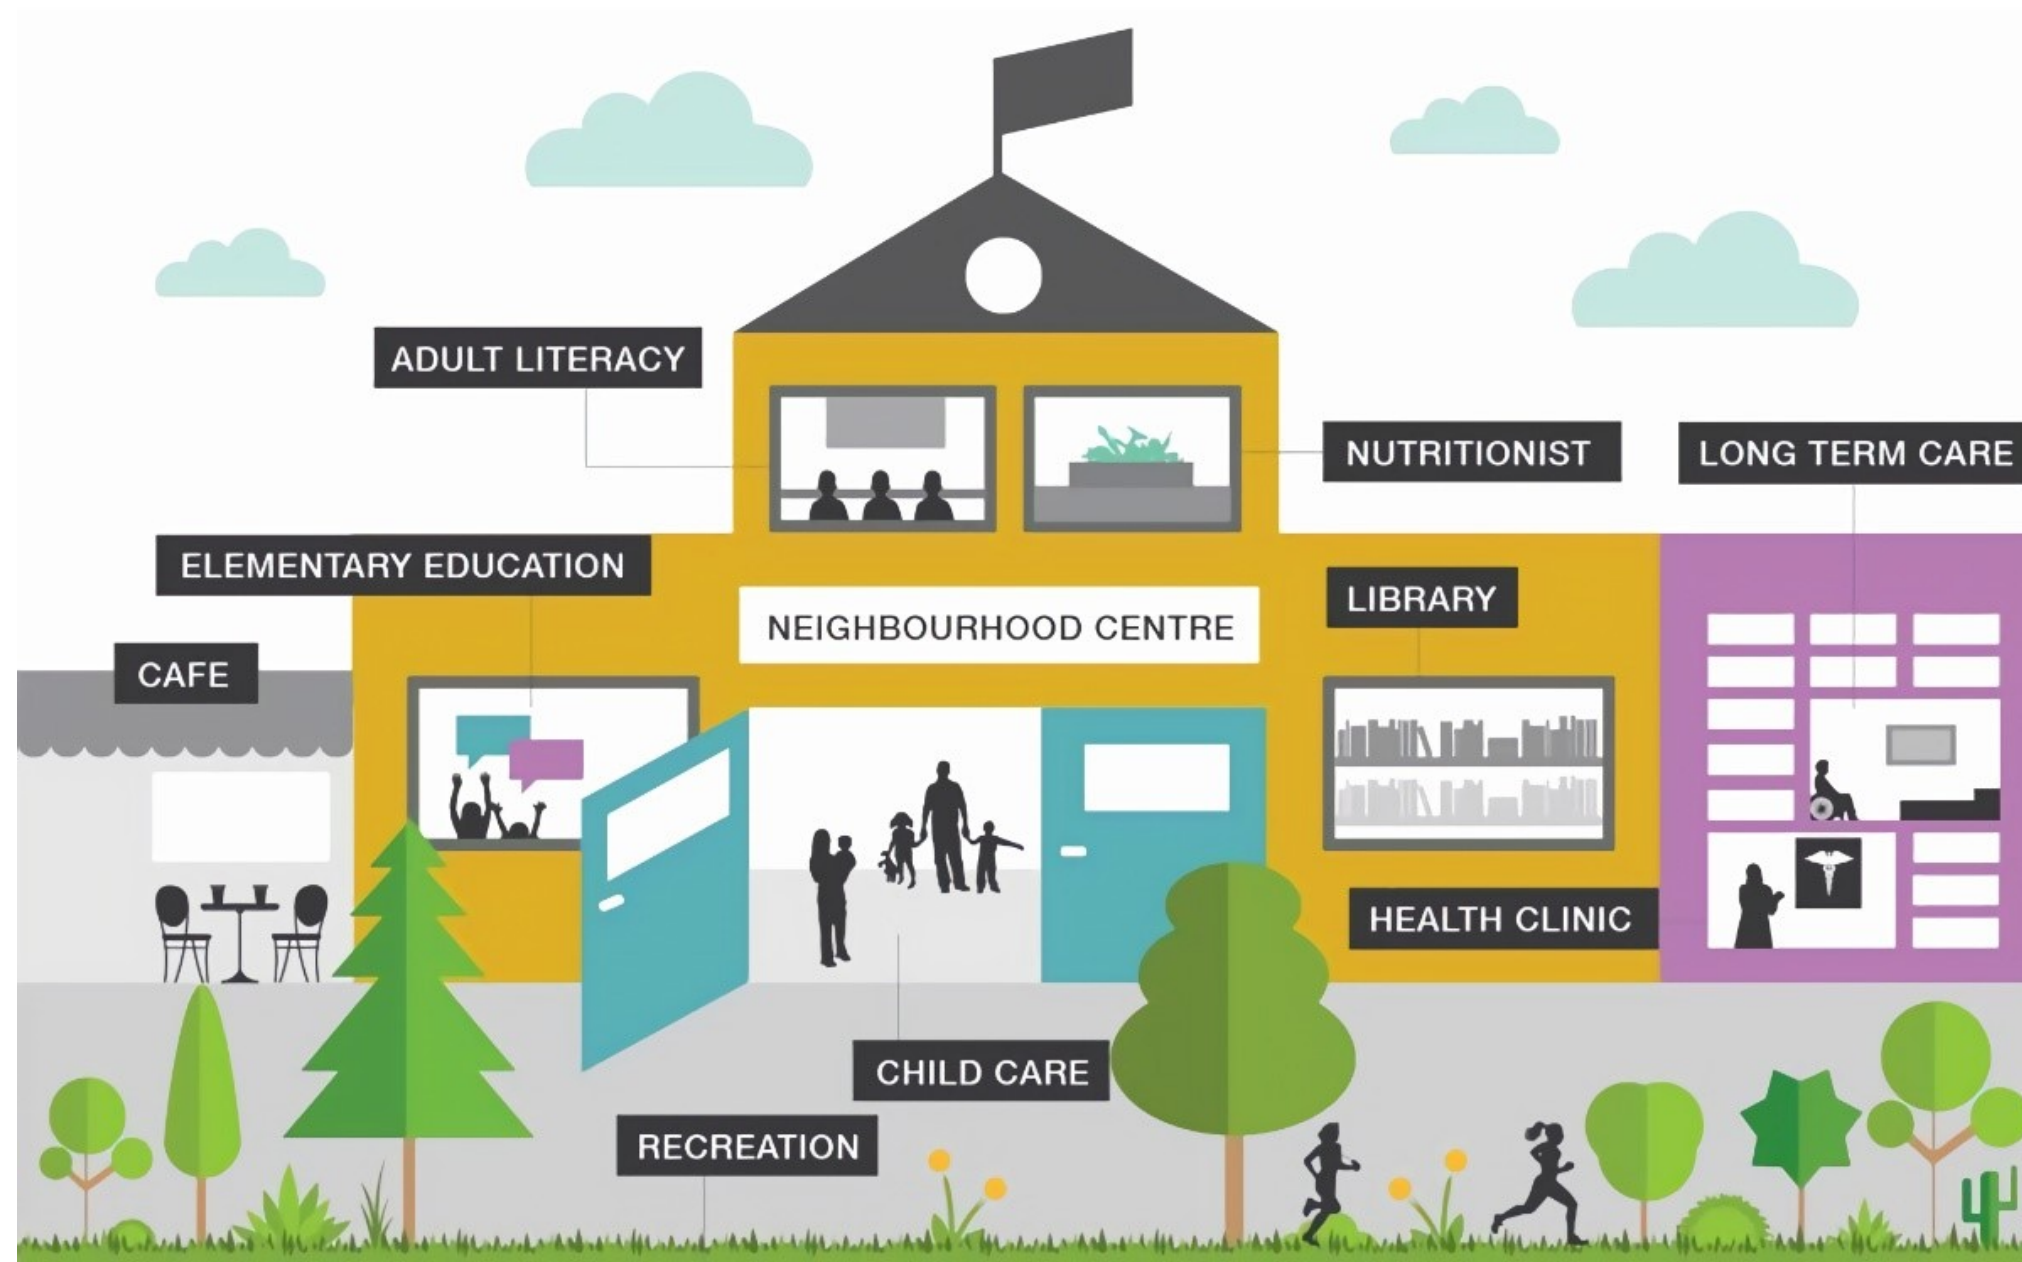 ADULT LITERACY
NUTRITIONIST
LONG TERM CARE
ELEMENTARY EDUCATION
LIBRARY
NEIGHBOURHOOD CENTRE
CAFE
HEALTH CLINIC
CHILD CARE
RECREATION